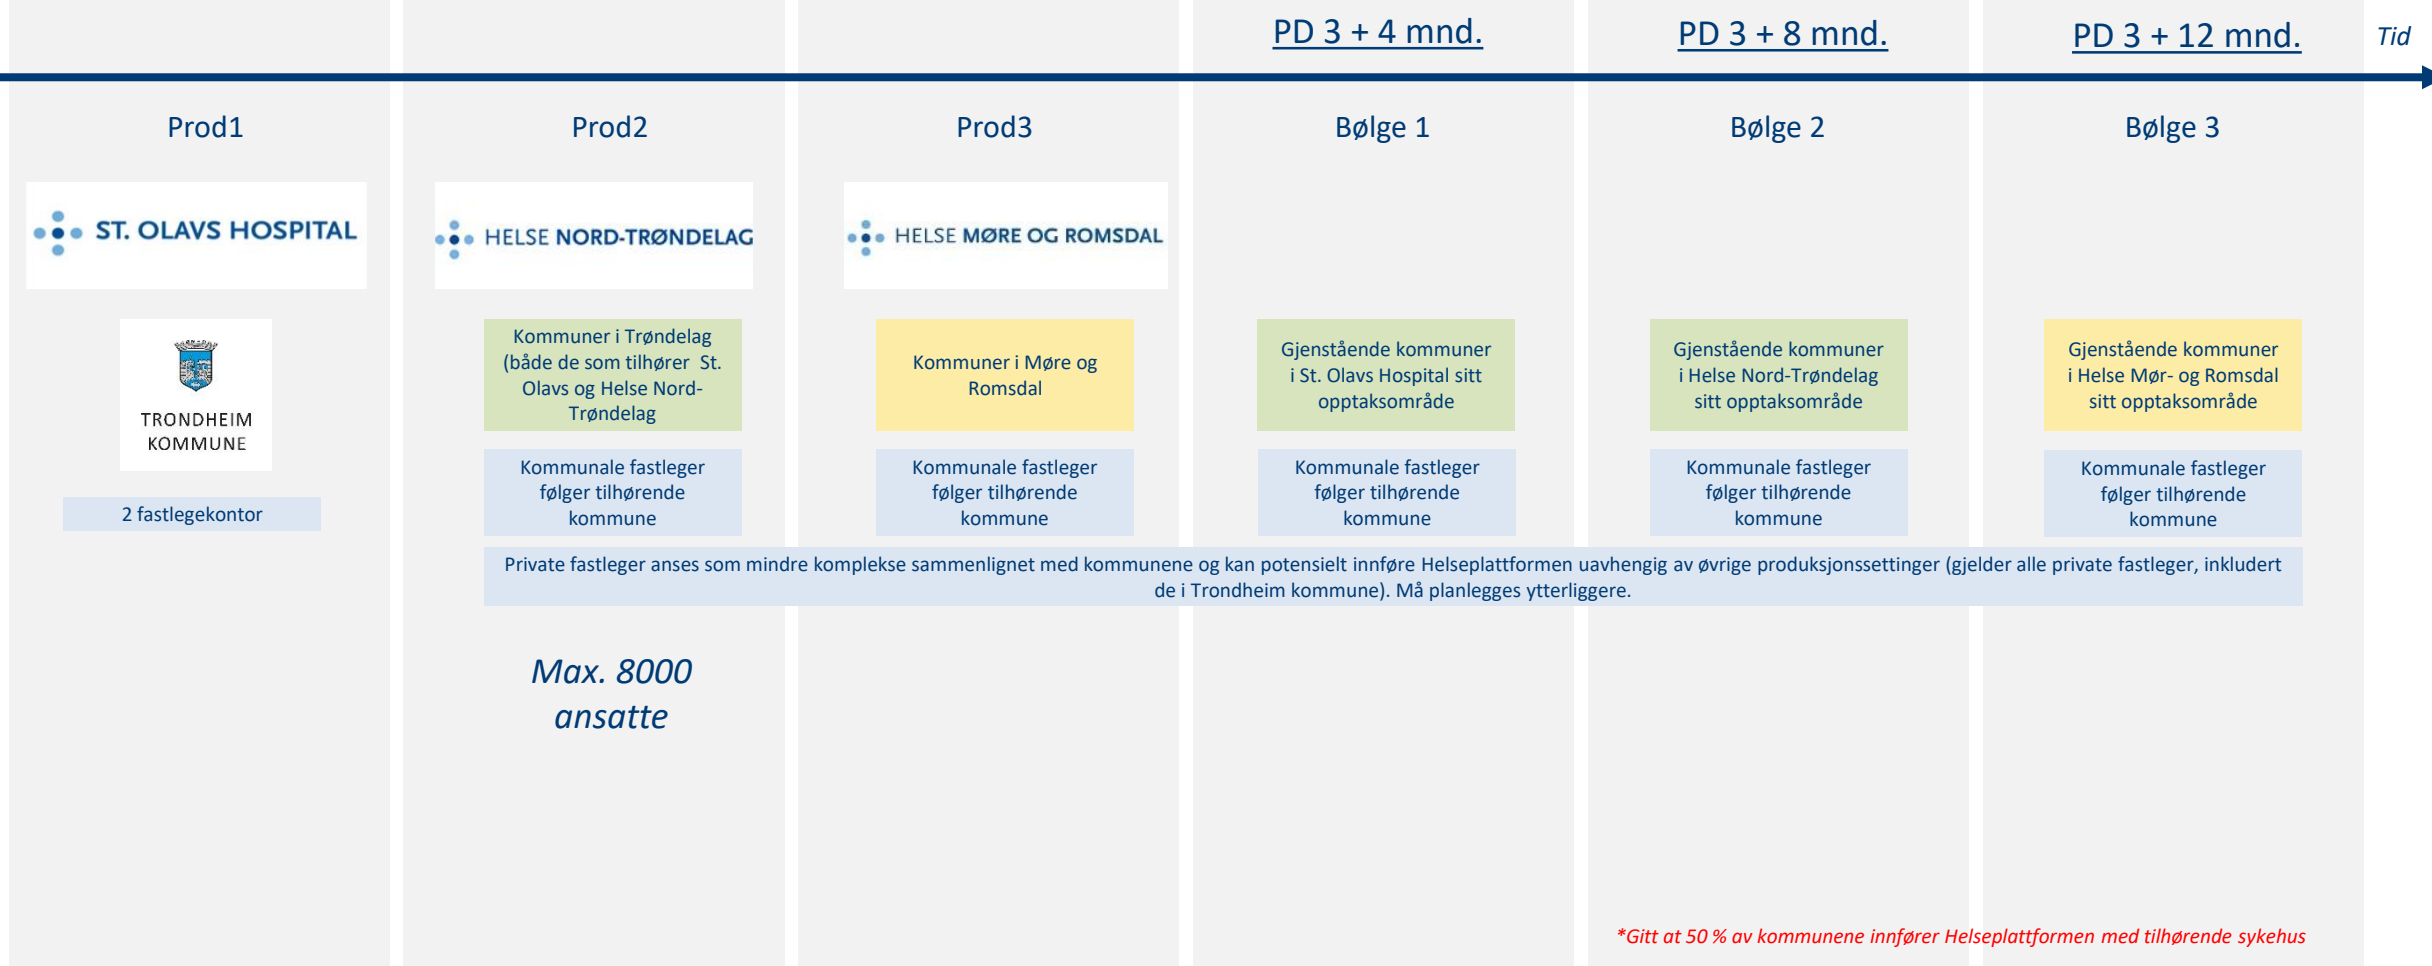 PD 3 + 4 mnd.
PD 3 + 8 mnd.
PD 3 + 12 mnd.
Tid
Prod1
Prod2
Prod3
Bølge 1
Bølge 2
Bølge 3
ST. OLAVS HOSPITAL
HELSE NORD-TRØNDELAG
HELSE MØRE OG ROMSDAL
TRONDHEIM
KOMMUNE
2 fastlegekontor
Kommuner i Trøndelag
(både de som tilhører St.
Olavs og Helse Nord-
Trøndelag
Kommuner i Møre og
Romsdal
Gjenstående kommuner
i St. Olavs Hospital sitt
opptaksområde
Gjenstående kommuner
i Helse Nord-Trøndelag
sitt opptaksområde
Gjenstående kommuner
i Helse Mør- og Romsdal
sitt opptaksområde
Kommunale fastleger
følger tilhørende
kommune
Kommunale fastleger
følger tilhørende
kommune
Kommunale fastleger
følger tilhørende
kommune
Kommunale fastleger
følger tilhørende
kommune
Kommunale fastleger
følger tilhørende
kommune
Private fastleger anses som mindre komplekse sammenlignet med kommunene og kan potensielt innføre Helseplattformen uavhengig av øvrige produksjonssettinger (gjelder alle private fastleger, inkludert
de i Trondheim kommune). Må planlegges ytterliggere.
Max. 8000
ansatte
*Gitt at 50 % av kommunene innfører Helseplattformen med tilhørende sykehus